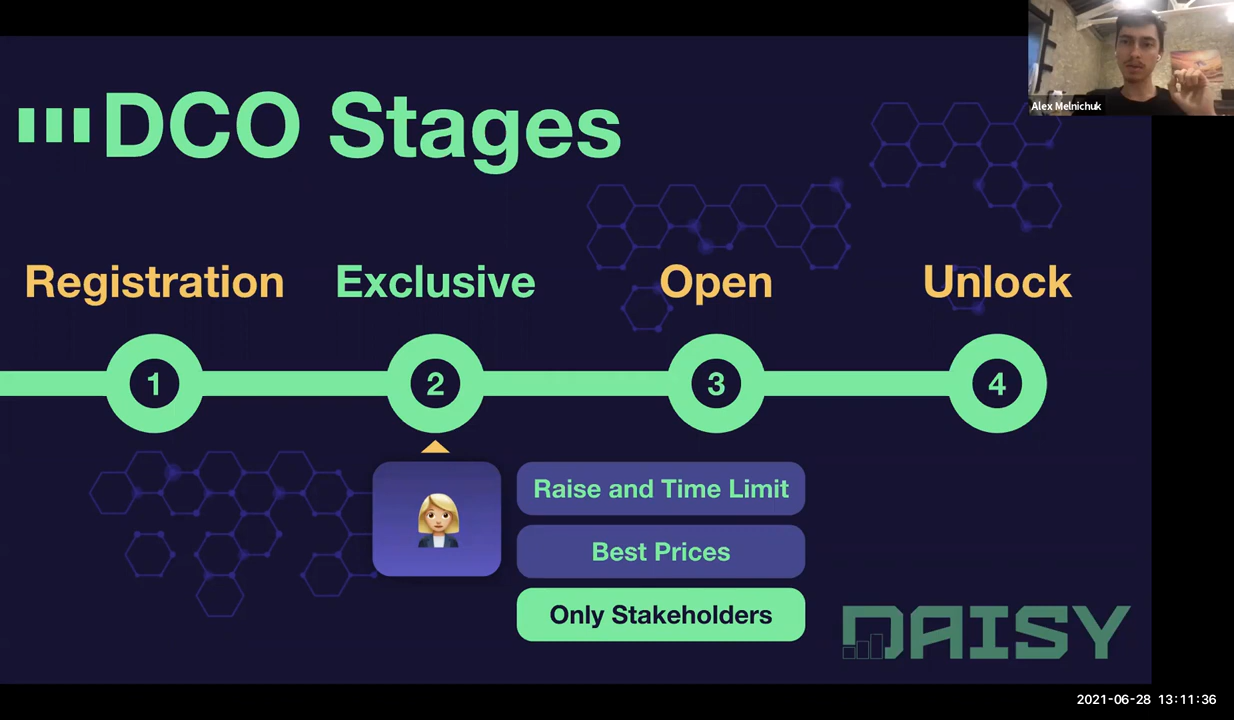 DCO Stages
Alex Melnichuk
Registration Exclusive Open Unlock
1 2 3 4
Raise and Time Limit
Best Prices
Only Stakeholders
DAISY
2021-06-28 13:11:36